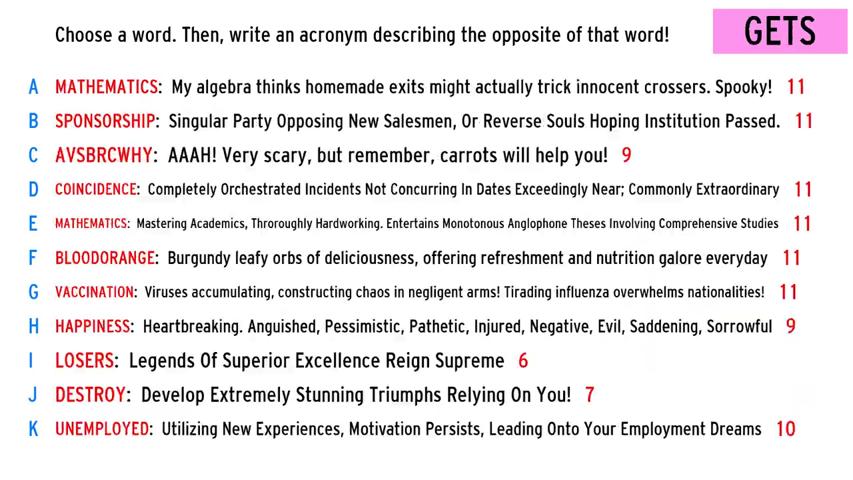 Choose a word. Then, write an acronym describing the opposite of that word!
GETS
A MATHEMATICS: My algebra thinks homemade exits might actually trick innocent crossers. Spooky! 11
B SPONSORSHIP: Singular Party Opposing New Salesmen, Or Reverse Souls Hoping Institution Passed. 11
C AVSBRCWHY: AAAH! Very scary, but remember, carrots will help you! 9
D COINCIDENCE: Completely Orchestrated Incidents Not Concurring In Dates Exceedingly Near; Commonly Extraordinary 11
E MATHEMATICS: Mastering Academics, Throroughly Hardworking. Entertains Monotonous Anglophone Theses Involving Comprehensive Studies 11
F BLOODORANGE: Burgundy leafy orbs of deliciousness, offering refreshment and nutrition galore everyday 11
G VACCINATION: Viruses accumulating, constructing chaos in negligent arms! Tirading influenza overwhelms nationalities! 11
H HAPPINESS: Heartbreaking. Anguished, Pessimistic, Pathetic, Injured, Negative, Evil, Saddening, Sorrowful 9
I LOSERS: Legends Of Superior Excellence Reign Supreme 6
J DESTROY: Develop Extremely Stunning Triumphs Relying On You! 7
K UNEMPLOYED: Utilizing New Experiences, Motivation Persists, Leading Onto Your Employment Dreams 10